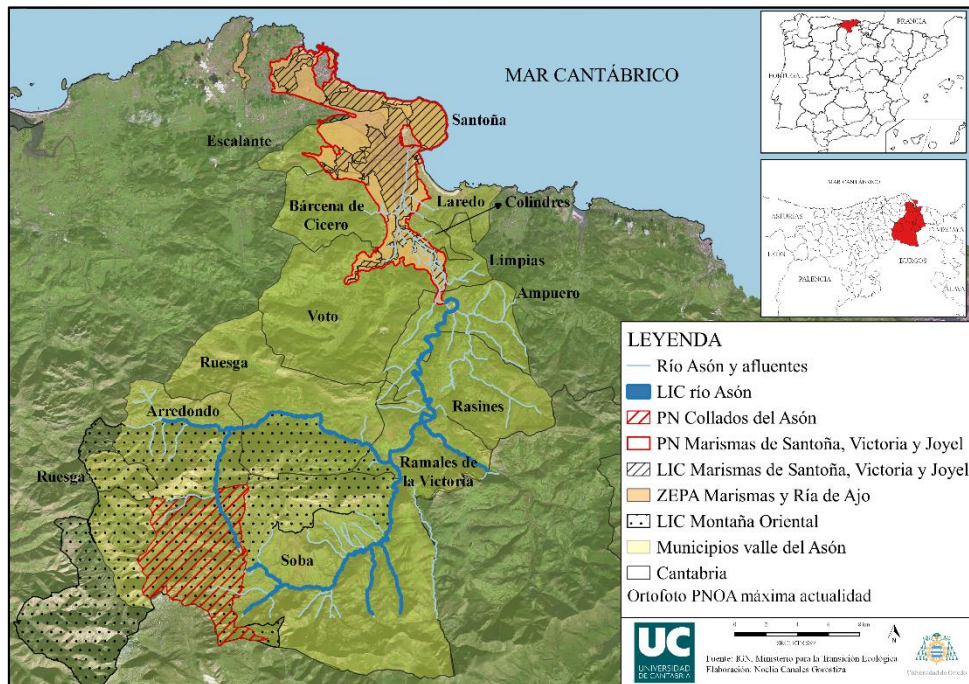 FRANCIA
PORTUGAL
MAR CANTÁBRICO
Santoña
Escalante
Bárcena de
Cicero
Laredo
Colindres
Limpias
Ampuero
Voto
Ruesga
Rasines
Arredondo
Ruesga
Ramales de
la Victoria
Soba
MAR CANTÁBRICO
ASTURIAS
VIZCAYA
LEÓN
BURGOS
PALENCIA
ÁLAVA
LEYENDA
Río Asón y afluentes
LIC río Asón
PN Collados del Asón
PN Marismas de Santoña, Victoria y Joyel
LIC Marismas de Santoña, Victoria y Joyel
ZEPA Marismas y Ría de Ajo
LIC Montaña Oriental
Municipios valle del Asón
Cantabria
Ortofoto PNOA máxima actualidad
UC
UNIVERSIDAD
DE CANTABRIA
0 2 4 6 8 km
N
Fuente: IGN, Ministerio para la Transición Ecológica
Elaboración: Noelia Canales Gorostiza
Universidad de Oviedo